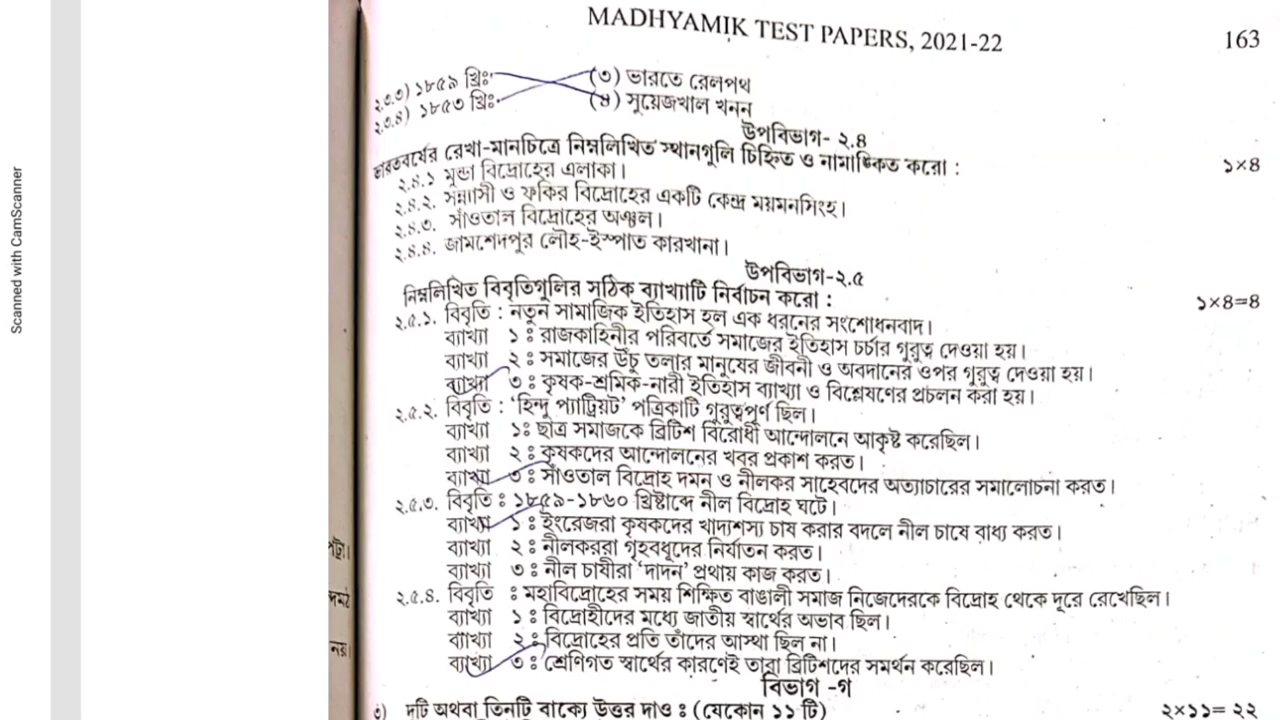 MADHYAMIK TEST PAPERS, 2021-22 163
২.৩.৩) ১৮৫৯ খ্রিঃ (৩) ভারতে রেলপথ
২.৩.৪) ১৮৫৩ খ্রিঃ (৪) সুয়েজখাল খনন
উপবিভাগ- ২.৪
ভারতবর্ষের রেখা-মানচিত্রে নিম্নলিখিত স্থানগুলি চিহ্নিত ও নামাঙ্কিত করো : ১×৪
২.৪.১ মুন্ডা বিদ্রোহের এলাকা।
২.৪.২. সন্ন্যাসী ও ফকির বিদ্রোহের একটি কেন্দ্র ময়মনসিংহ।
২.৪.৩. সাঁওতাল বিদ্রোহের অঞ্চল।
২.৪.৪. জামশেদপুর লৌহ-ইস্পাত কারখানা।
উপবিভাগ-২.৫
নিম্নলিখিত বিবৃতিগুলির সঠিক ব্যাখ্যাটি নির্বাচন করো : ১×৪=৪
২.৫.১. বিবৃতি : নতুন সামাজিক ইতিহাস হল এক ধরনের সংশোধনবাদ।
ব্যাখ্যা ১ : রাজকাহিনীর পরিবর্তে সমাজের ইতিহাস চর্চার গুরুত্ব দেওয়া হয়।
ব্যাখ্যা ২ : সমাজের উঁচু তলার মানুষের জীবনী ও অবদানের ওপর গুরুত্ব দেওয়া হয়।
ব্যাখ্যা ৩ : কৃষক-শ্রমিক-নারী ইতিহাস ব্যাখ্যা ও বিশ্লেষণের প্রচলন করা হয়।
২.৫.২. বিবৃতি : 'হিন্দু প্যাট্রিয়ট' পত্রিকাটি গুরুত্বপূর্ণ ছিল।
ব্যাখ্যা ১: ছাত্র সমাজকে ব্রিটিশ বিরোধী আন্দোলনে আকৃষ্ট করেছিল।
ব্যাখ্যা ২ : কৃষকদের আন্দোলনের খবর প্রকাশ করত।
ব্যাখ্যা ৩ : সাঁওতাল বিদ্রোহ দমন ও নীলকর সাহেবদের অত্যাচারের সমালোচনা করত।
২.৫.৩. বিবৃতি : ১৮৫৯-১৮৬০ খ্রিষ্টাব্দে নীল বিদ্রোহ ঘটে।
ব্যাখ্যা ১ : ইংরেজরা কৃষকদের খাদ্যশস্য চাষ করার বদলে নীল চাষে বাধ্য করত।
ব্যাখ্যা ২ : নীলকররা গৃহবধূদের নির্যাতন করত।
ব্যাখ্যা ৩ : নীল চাষীরা 'দাদন' প্রথায় কাজ করত।
২.৫.৪. বিবৃতি : মহাবিদ্রোহের সময় শিক্ষিত বাঙালী সমাজ নিজেদেরকে বিদ্রোহ থেকে দূরে রেখেছিল।
ব্যাখ্যা ১ : বিদ্রোহীদের মধ্যে জাতীয় স্বার্থের অভাব ছিল।
ব্যাখ্যা ২ : বিদ্রোহের প্রতি তাঁদের আস্থা ছিল না।
ব্যাখ্যা ৩ : শ্রেণিগত স্বার্থের কারণেই তারা ব্রিটিশদের সমর্থন করেছিল।
বিভাগ -গ
৩) দুটি অথবা তিনটি বাক্যে উত্তর দাও : (যেকোন ১১ টি) ২×১১= ২২
Scanned with CamScanner